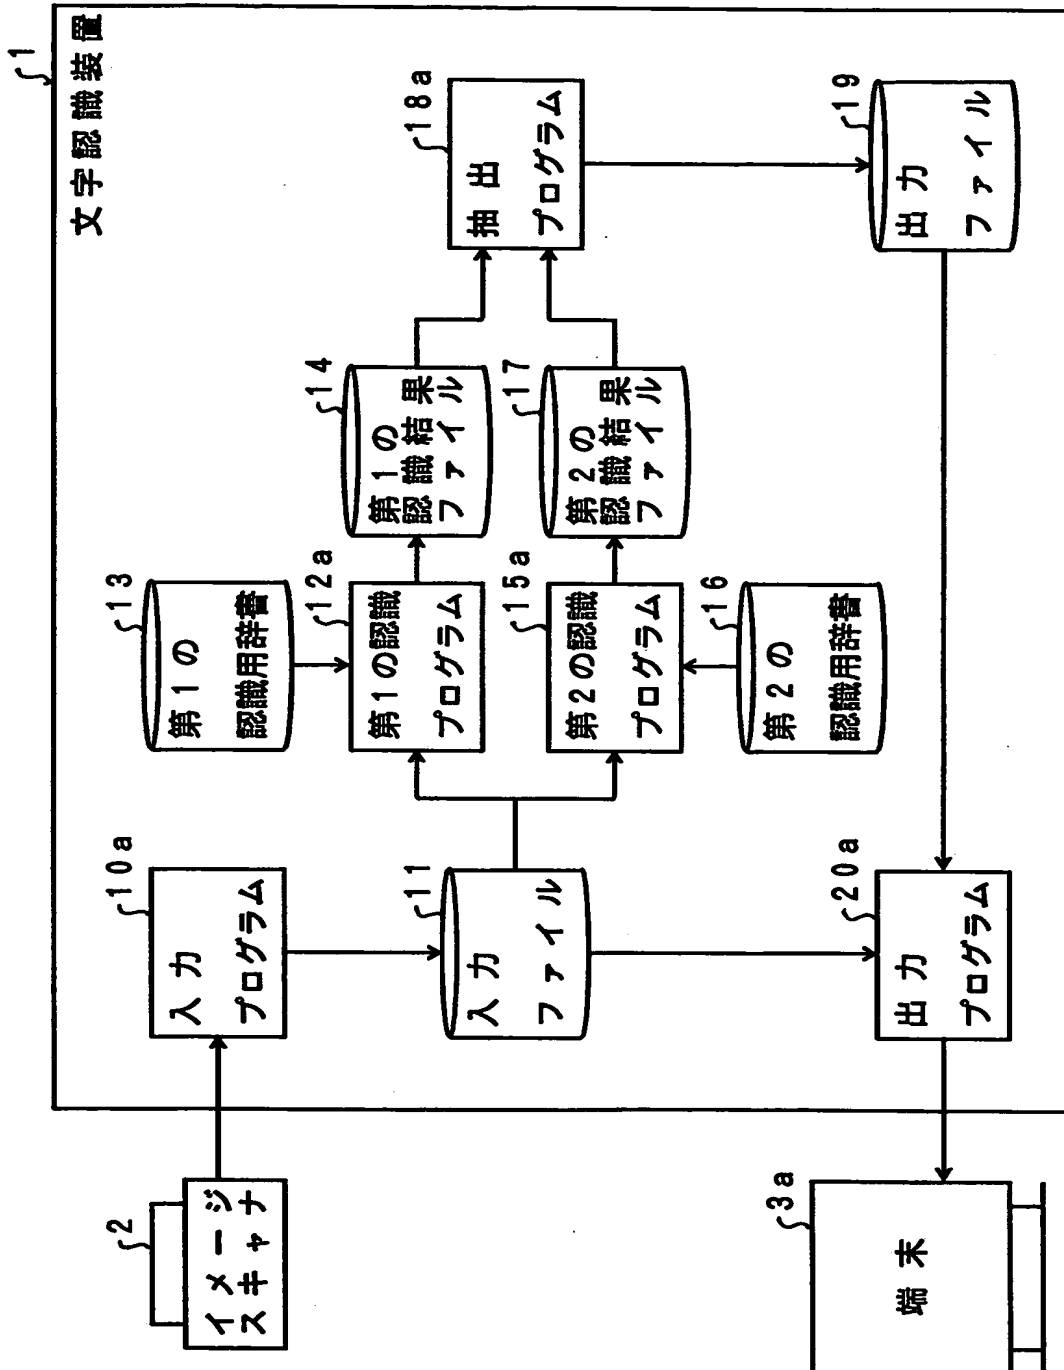 1
文字認識装置
2
イメージ
スキャナ
10a
入力
プログラム
13
第1の
認識用辞書
11
入力
ファイル
12a
第1の認識
プログラム
14
第1の
認識結果
ファイル
18a
抽出
プログラム
15a
第2の認識
プログラム
17
第2の
認識結果
ファイル
16
第2の
認識用辞書
3a
端末
20a
出力
プログラム
19
出力
ファイル